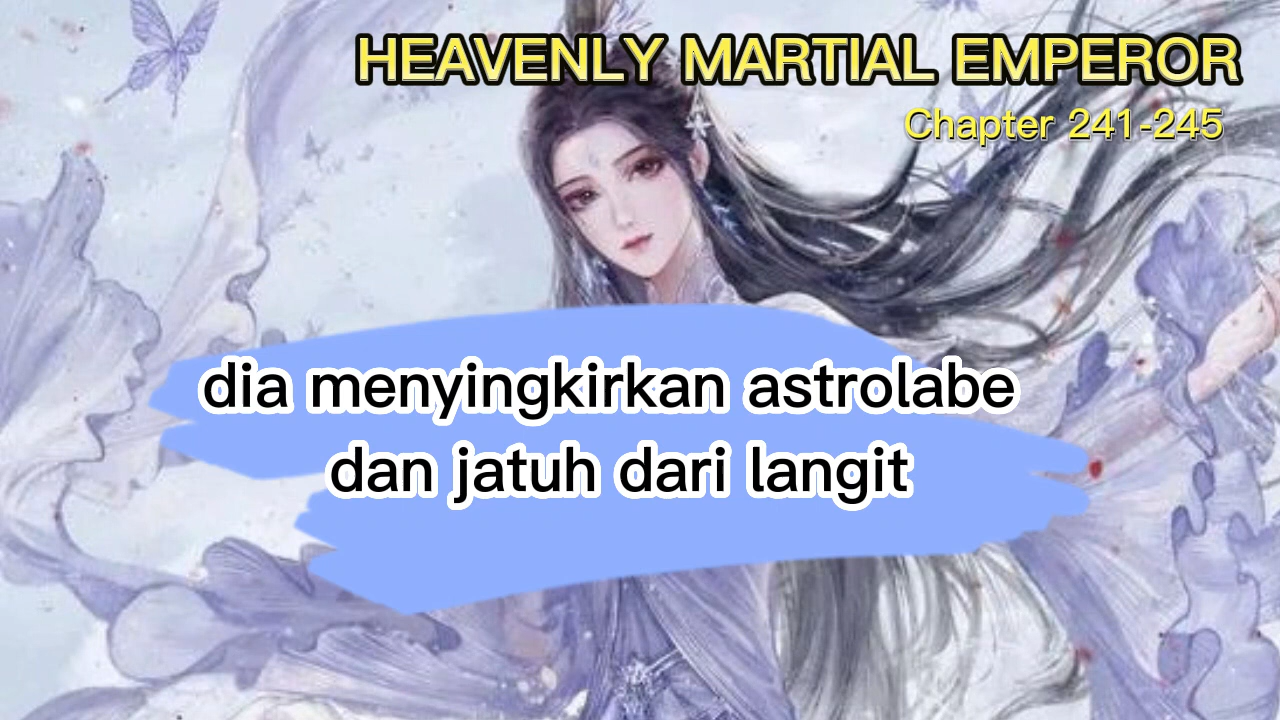 HEAVENLY MARTIAL EMPEROR
Chapter 241-245
dia menyingkirkan astrolabe
dan jatuh dari langit